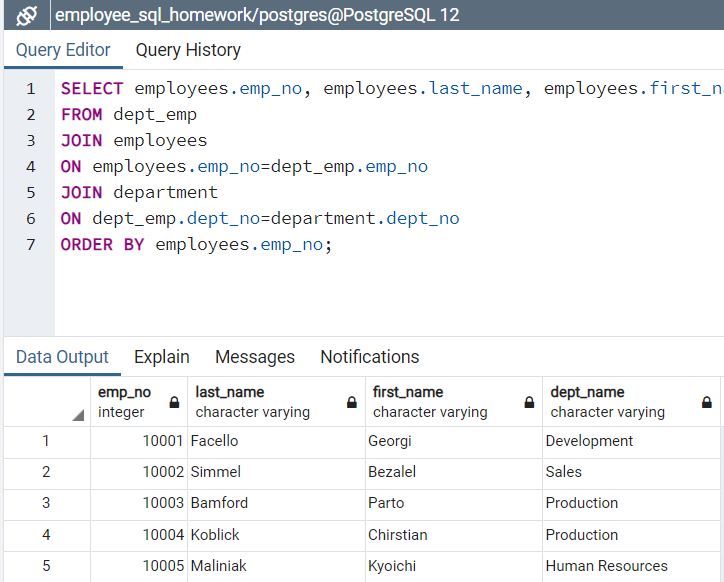 employee_sql_homework/postgres@PostgreSQL 12
Query Editor Query History
1 SELECT employees.emp_no, employees.last_name, employees.first_n
2 FROM dept_emp
3 JOIN employees
4 ON employees.emp_no=dept_emp.emp_no
5 JOIN department
6 ON dept_emp.dept_no=department.dept_no
7 ORDER BY employees.emp_no;
Data Output Explain Messages Notifications
emp_no last_name first_name dept_name
integer character varying character varying character varying
1 10001 Facello Georgi Development
2 10002 Simmel Bezalel Sales
3 10003 Bamford Parto Production
4 10004 Koblick Chirstian Production
5 10005 Maliniak Kyoichi Human Resources